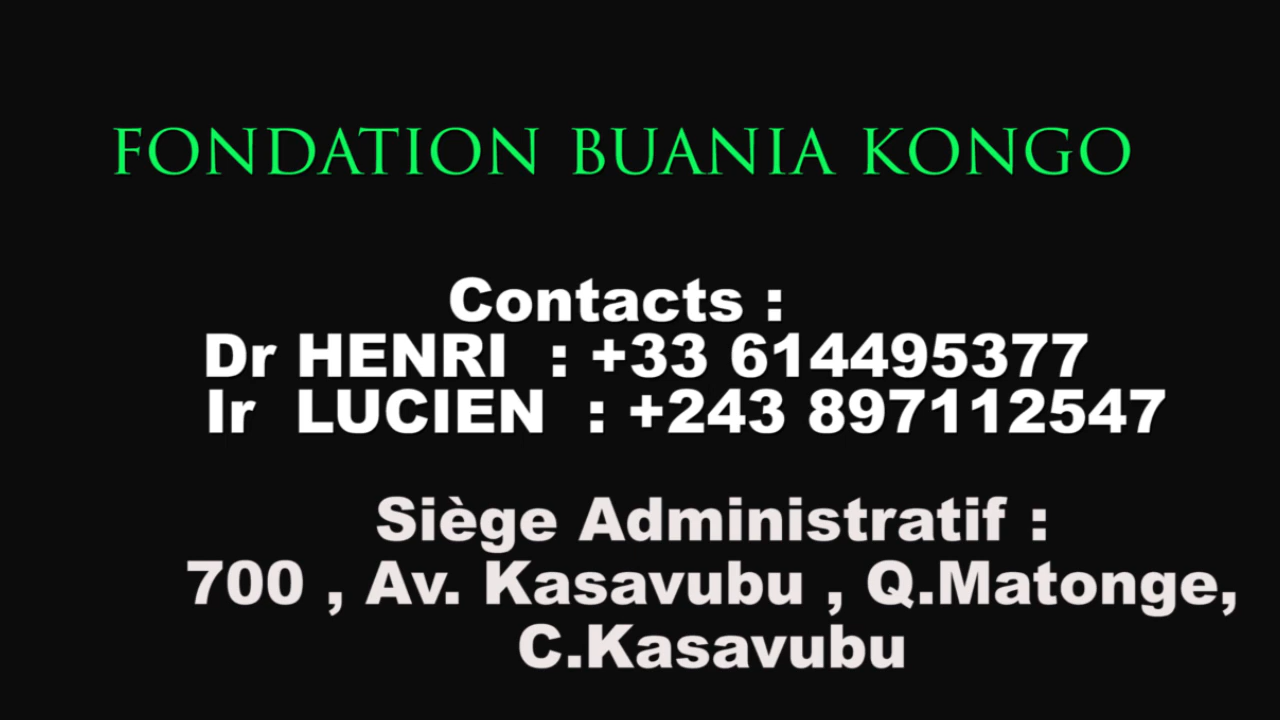 FONDATION BUANIA KONGO
Contacts :
Dr HENRI : +33 614495377
Ir LUCIEN : +243 897112547
Siège Administratif :
700 , Av. Kasavubu , Q.Matonge,
C.Kasavubu